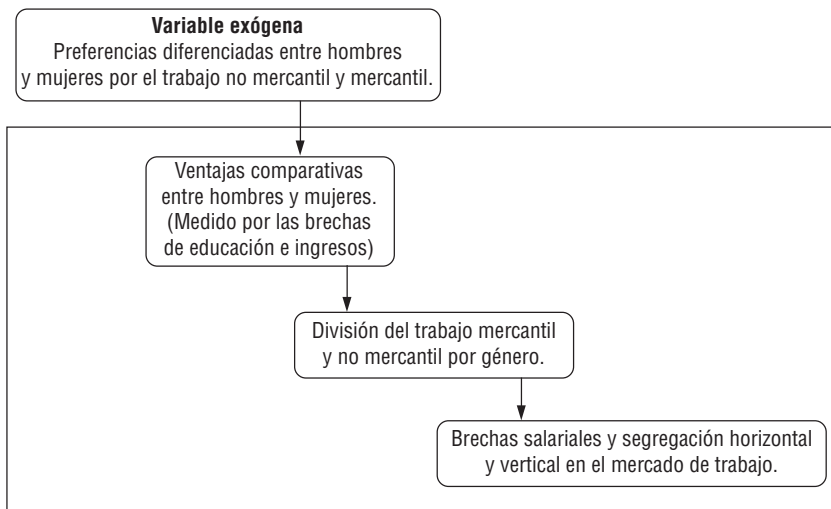 Variable exógena
Preferencias diferenciadas entre hombres
y mujeres por el trabajo no mercantil y mercantil.
Ventajas comparativas
entre hombres y mujeres.
(Medido por las brechas
de educación e ingresos)
División del trabajo mercantil
y no mercantil por género.
Brechas salariales y segregación horizontal
y vertical en el mercado de trabajo.